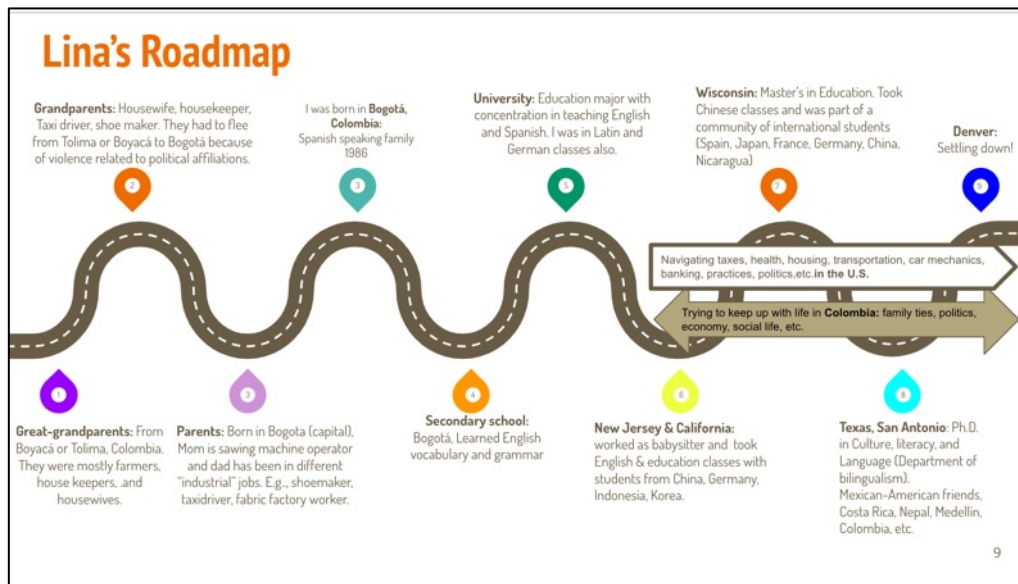 Lina's Roadmap
Grandparents: Housewife, housekeeper,
Taxi driver, shoe maker. They had to flee
from Tolima or Boyacá to Bogotá because
of violence related to political affiliations.
2
I was born in Bogotá,
Colombia:
Spanish speaking family
1986
3
University: Education major with
concentration in teaching English
and Spanish. I was in Latin and
German classes also.
5
Wisconsin: Master's in Education. Took
Chinese classes and was part of a
community of international students
(Spain, Japan, France, Germany, China,
Nicaragua)
7
Denver:
Settling down!
Navigating taxes, health, housing, transportation, car mechanics,
banking, practices, politics,etc.in the U.S.
Trying to keep up with life in Colombia: family ties, politics,
economy, social life, etc.
1
Great-grandparents: From
Boyacá or Tolima, Colombia.
They were mostly farmers,
house keepers, .and
housewives.
3
Parents: Born in Bogota (capital),
Mom is sawing machine operator
and dad has been in different
"industrial" jobs. E.g.., shoemaker,
taxidriver, fabric factory worker.
4
Secondary school:
Bogotá, Learned English
vocabulary and grammar
6
New Jersey & California:
worked as babysitter and took
English & education classes with
students from China, Germany,
Indonesia, Korea.
8
Texas, San Antonio: Ph.D.
in Culture, literacy, and
Language (Department of
bilingualism).
Mexican-American friends,
Costa Rica, Nepal, Medellin,
Colombia, etc.
9